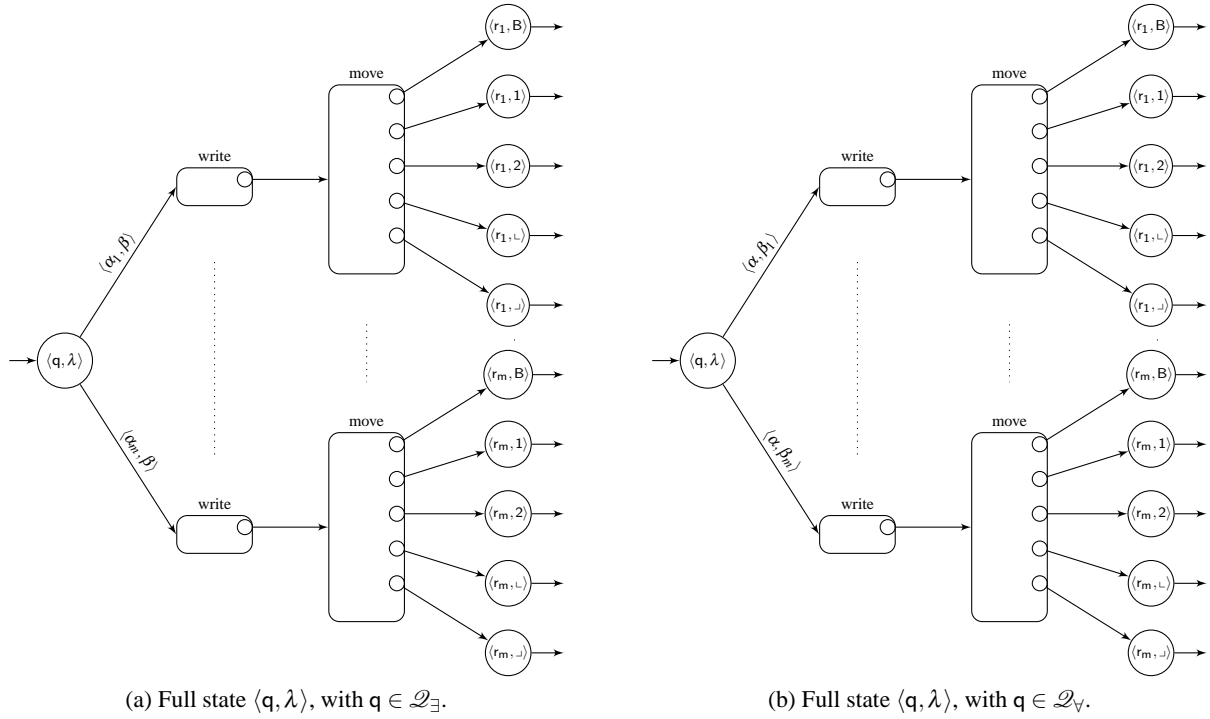 ⟨r₁, B⟩
move
⟨r₁, 1⟩
write
⟨r₁, 2⟩
⟨α₁, β⟩
⟨r₁, ⌞⟩
⟨r₁, ⌟⟩
⟨q, λ⟩
⟨rₘ, B⟩
move
⟨αₘ, β⟩
⟨rₘ, 1⟩
write
⟨rₘ, 2⟩
⟨rₘ, ⌞⟩
⟨rₘ, ⌟⟩
(a) Full state ⟨q, λ⟩, with q ∈ 𝒬∃.
⟨r₁, B⟩
move
⟨r₁, 1⟩
write
⟨r₁, 2⟩
⟨α, β₁⟩
⟨r₁, ⌞⟩
⟨r₁, ⌟⟩
⟨q, λ⟩
⟨rₘ, B⟩
move
⟨α, βₘ⟩
⟨rₘ, 1⟩
write
⟨rₘ, 2⟩
⟨rₘ, ⌞⟩
⟨rₘ, ⌟⟩
(b) Full state ⟨q, λ⟩, with q ∈ 𝒬∀.